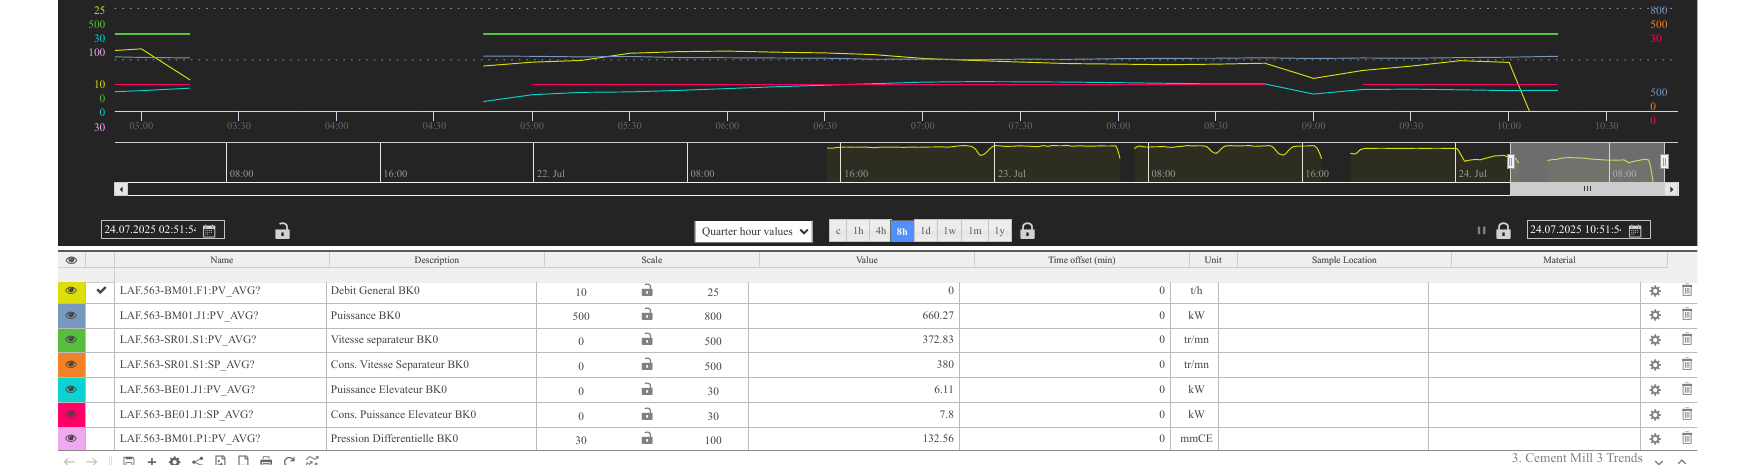 25
500
30
100
10
0
0
30
800
500
30
500
0
0
03:00 03:30 04:00 04:30 05:00 05:30 06:00 06:30 07:00 07:30 08:00 08:30 09:00 09:30 10:00 10:30
08:00 16:00 22. Jul 08:00 16:00 23. Jul 08:00 16:00 24. Jul 08:00
24.07.2025 02:51:5 Quarter hour values c 1h 4h 8h 1d 1w 1m 1y 24.07.2025 10:51:5
Name Description Scale Value Time offset (min) Unit Sample Location Material
LAF.563-BM01.F1:PV_AVG? Debit General BK0 10 25 0 0 t/h
LAF.563-BM01.J1:PV_AVG? Puissance BK0 500 800 660.27 0 kW
LAF.563-SR01.S1:PV_AVG? Vitesse separateur BK0 0 500 372.83 0 tr/mn
LAF.563-SR01.S1:SP_AVG? Cons. Vitesse Separateur BK0 0 500 380 0 tr/mn
LAF.563-BE01.J1:PV_AVG? Puissance Elevateur BK0 0 30 6.11 0 kW
LAF.563-BE01.J1:SP_AVG? Cons. Puissance Elevateur BK0 0 30 7.8 0 kW
LAF.563-BM01.P1:PV_AVG? Pression Differentielle BK0 30 100 132.56 0 mmCE
3. Cement Mill 3 Trends